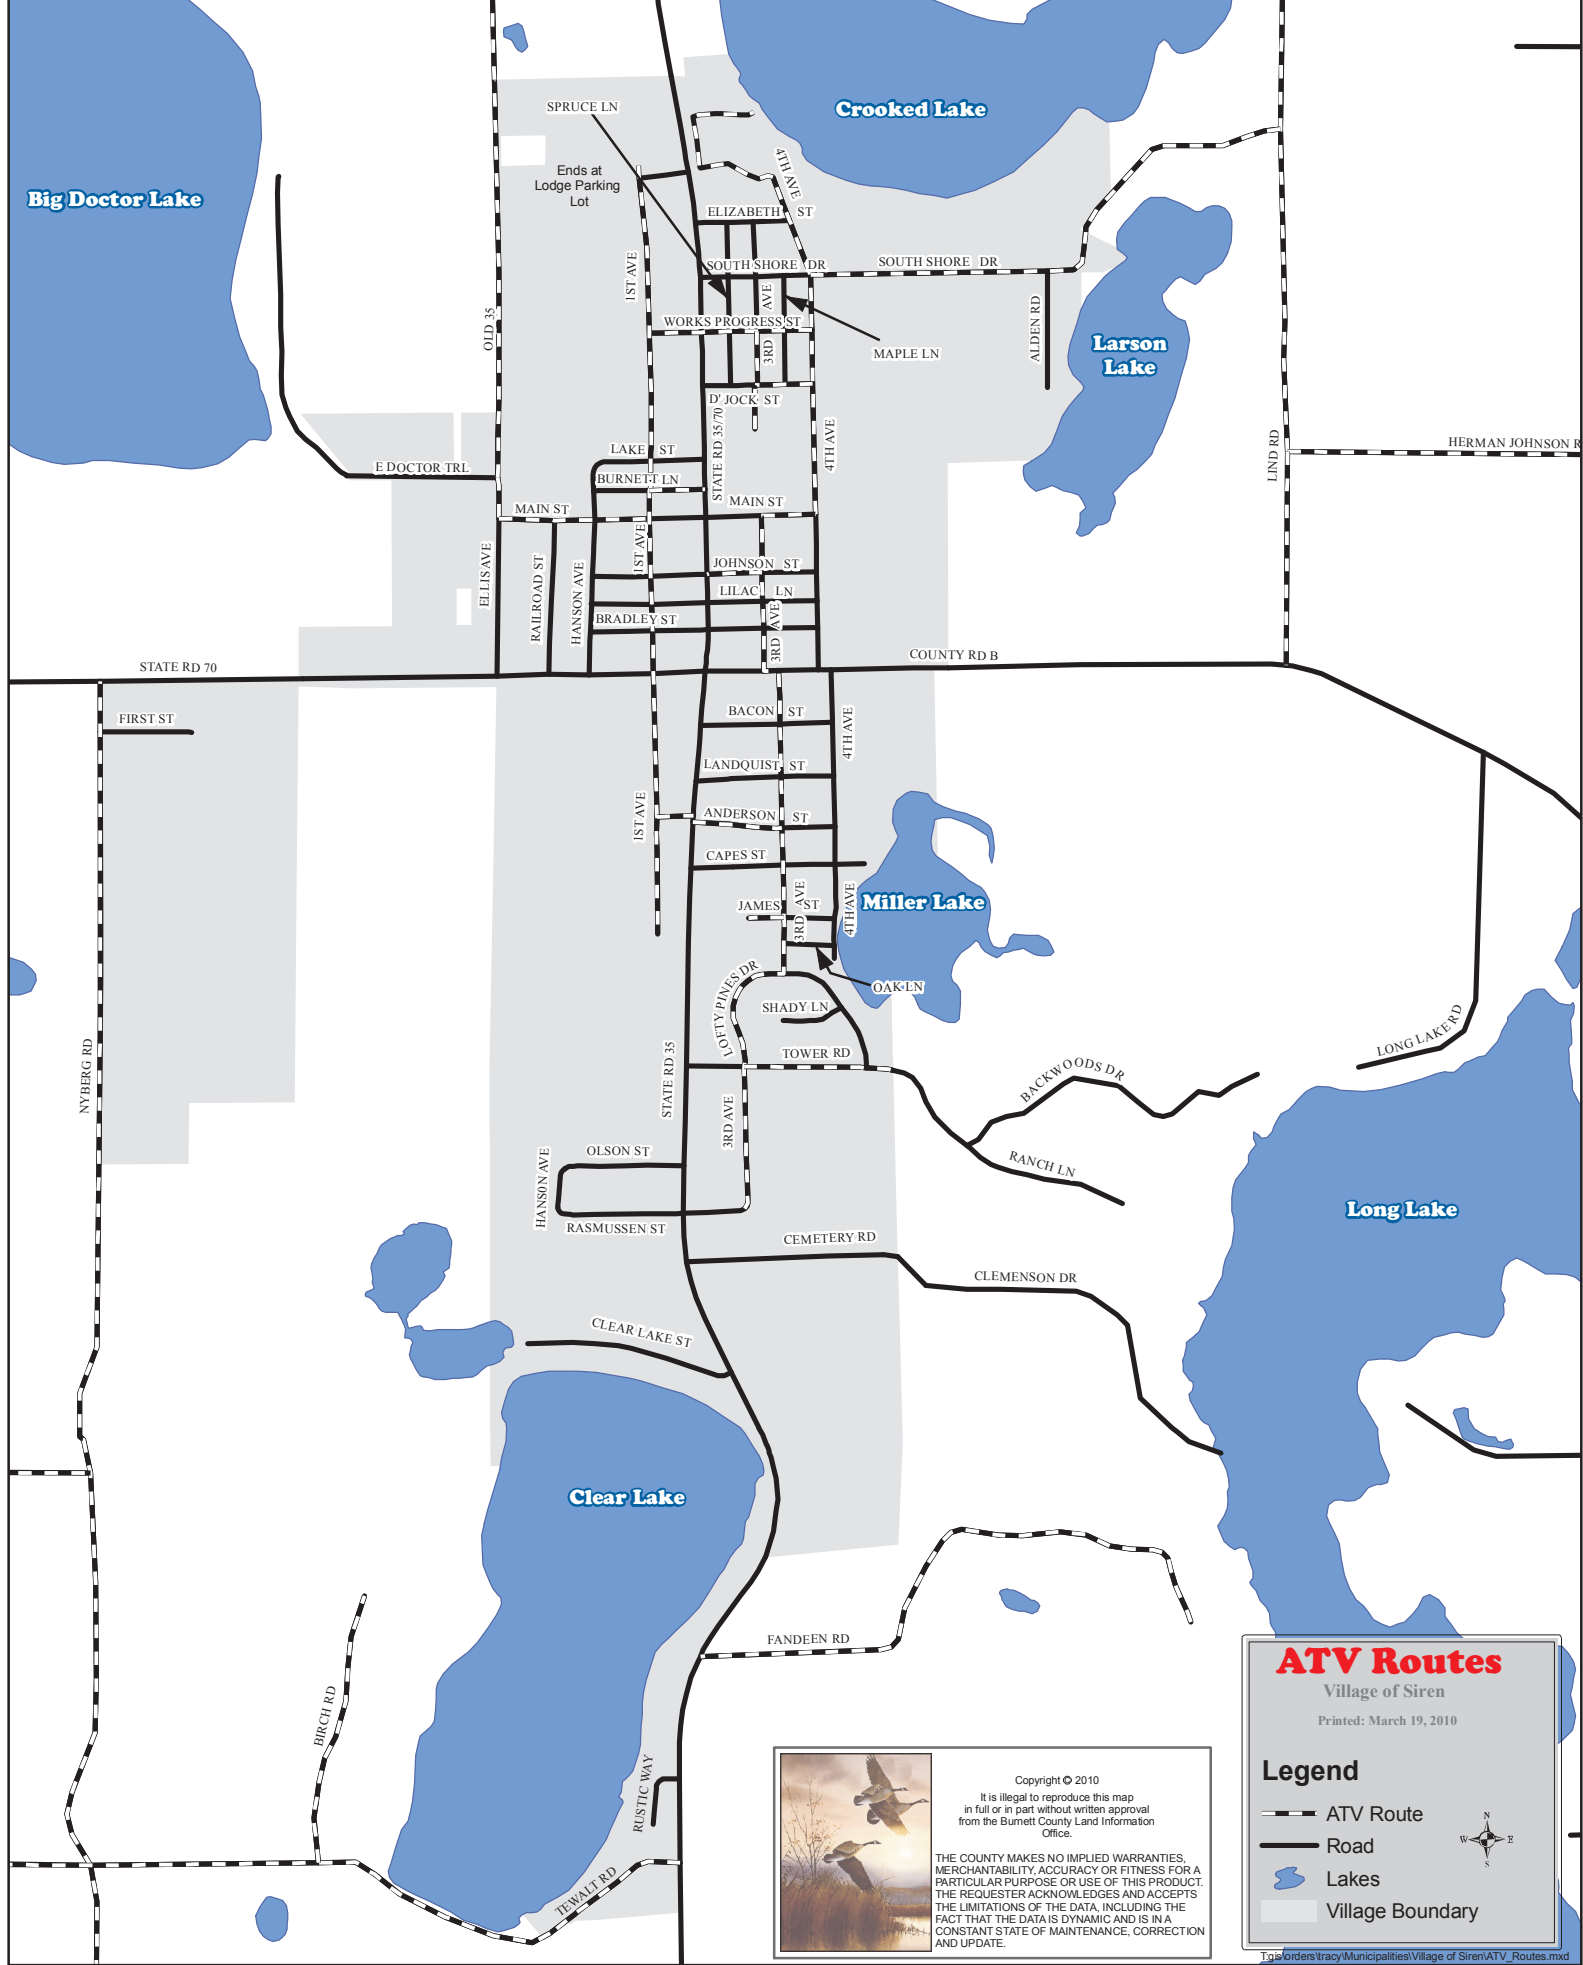 Crooked Lake
SPRUCE LN
4TH AVE
Ends at
Lodge Parking
Lot
Big Doctor Lake
ELIZABETH ST
1ST AVE
SOUTH SHORE DR
SOUTH SHORE DR
OLD 35
AVE
3RD
WORKS PROGRESS ST
MAPLE LN
ALDEN RD
Larson
Lake
D' JOCK ST
STATE RD 35/70
4TH AVE
LIND RD
HERMAN JOHNSON R
LAKE ST
E DOCTOR TRL
BURNETT LN
MAIN ST
MAIN ST
ELLIS AVE
RAILROAD ST
HANSON AVE
1ST AVE
JOHNSON ST
LILAC LN
BRADLEY ST
3RD AVE
STATE RD 70
COUNTY RD B
FIRST ST
BACON ST
4TH AVE
LANDQUIST ST
1ST AVE
ANDERSON ST
CAPES ST
JAMES ST
3RD AVE
4TH AVE
Miller Lake
OAK LN
LOFTY PINES DR
SHADY LN
TOWER RD
NYBERG RD
STATE RD 35
LONG LAKE RD
BACKWOODS DR
3RD AVE
OLSON ST
HANSON AVE
RASMUSSEN ST
RANCH LN
Long Lake
CEMETERY RD
CLEMENSON DR
CLEAR LAKE ST
Clear Lake
FANDEEN RD
BIRCH RD
RUSTIC WAY
TEWALT RD
ATV Routes
Village of Siren
Printed: March 19, 2010
Legend
ATV Route
Road
Lakes
Village Boundary
N
W E
S
Copyright © 2010
It is illegal to reproduce this map
in full or in part without written approval
from the Burnett County Land Information
Office.
THE COUNTY MAKES NO IMPLIED WARRANTIES,
MERCHANTABILITY, ACCURACY OR FITNESS FOR A
PARTICULAR PURPOSE OR USE OF THIS PRODUCT.
THE REQUESTER ACKNOWLEDGES AND ACCEPTS
THE LIMITATIONS OF THE DATA, INCLUDING THE
FACT THAT THE DATA IS DYNAMIC AND IS IN A
CONSTANT STATE OF MAINTENANCE, CORRECTION
AND UPDATE.
T:gis\orders\tracy\Municipalities\Village of Siren\ATV_Routes.mxd